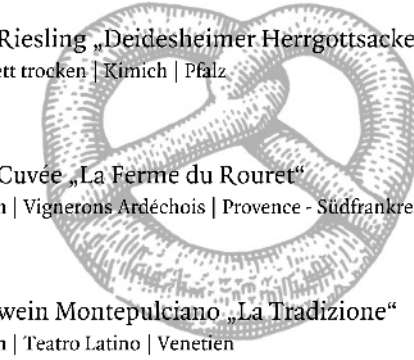 Riesling „Deidesheimer Herrgottsacke
ett trocken | Kimich | Pfalz
Cuvée „La Ferme du Rouret“
n | Vignerons Ardéchois | Provence - Südfrankre
wein Montepulciano „La Tradizione“
n | Teatro Latino | Venetien